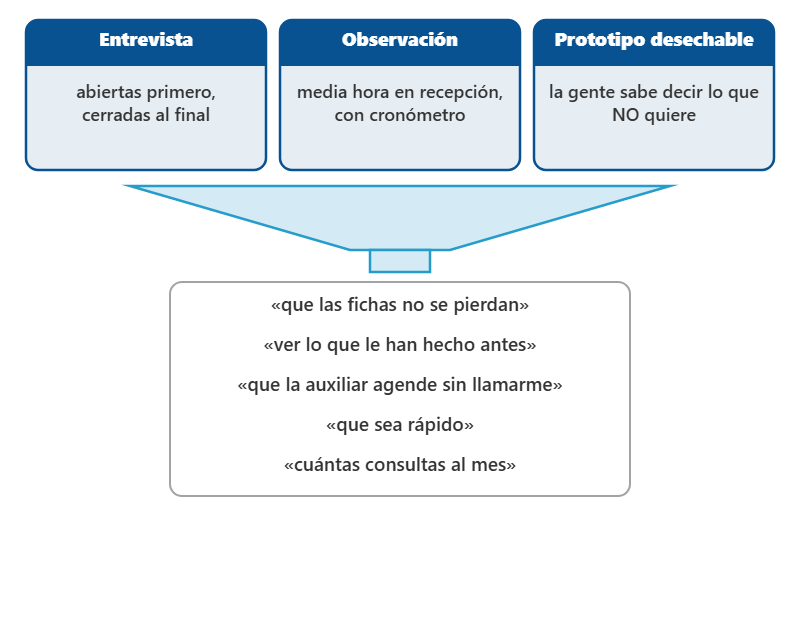 Entrevista
abiertas primero,
cerradas al final
Observación
media hora en recepción,
con cronómetro
Prototipo desechable
la gente sabe decir lo que
NO quiere
«que las fichas no se pierdan»
«ver lo que le han hecho antes»
«que la auxiliar agende sin llamarme»
«que sea rápido»
«cuántas consultas al mes»